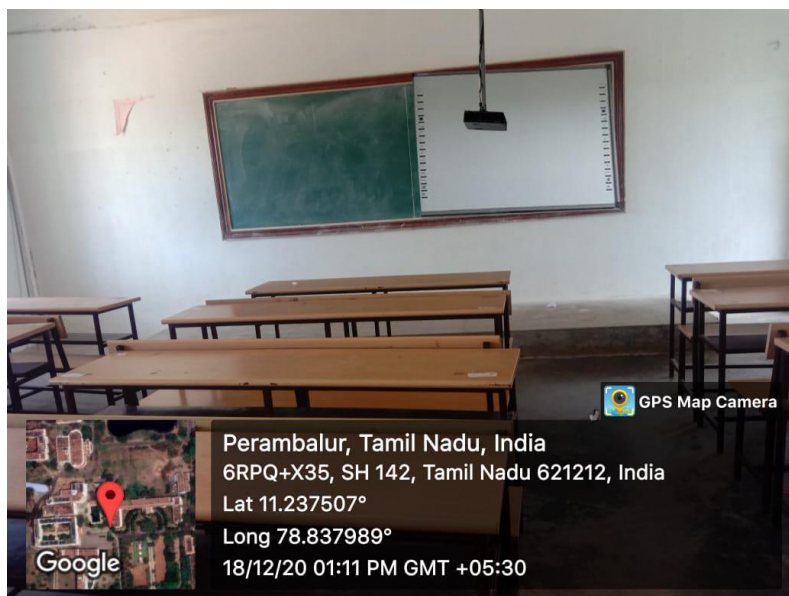 GPS Map Camera
Perambalur, Tamil Nadu, India
6RPQ+X35, SH 142, Tamil Nadu 621212, India
Lat 11.237507°
Long 78.837989°
18/12/20 01:11 PM GMT +05:30
Google